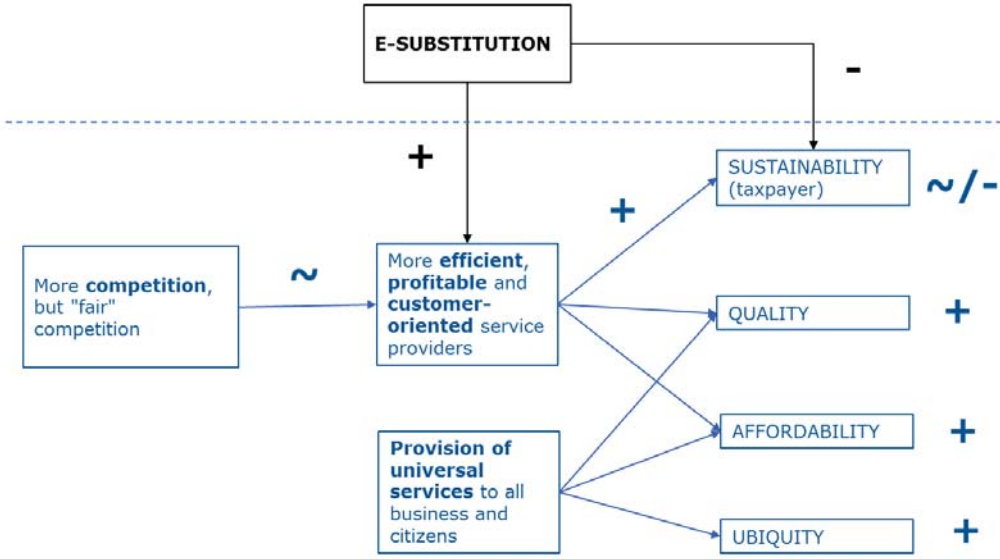 E-SUBSTITUTION
-
+
SUSTAINABILITY
(taxpayer)
~/-
+
More competition,
but "fair"
competition
~
More efficient,
profitable and
customer-
oriented service
providers
QUALITY
+
AFFORDABILITY
+
Provision of
universal
services to all
business and
citizens
UBIQUITY
+